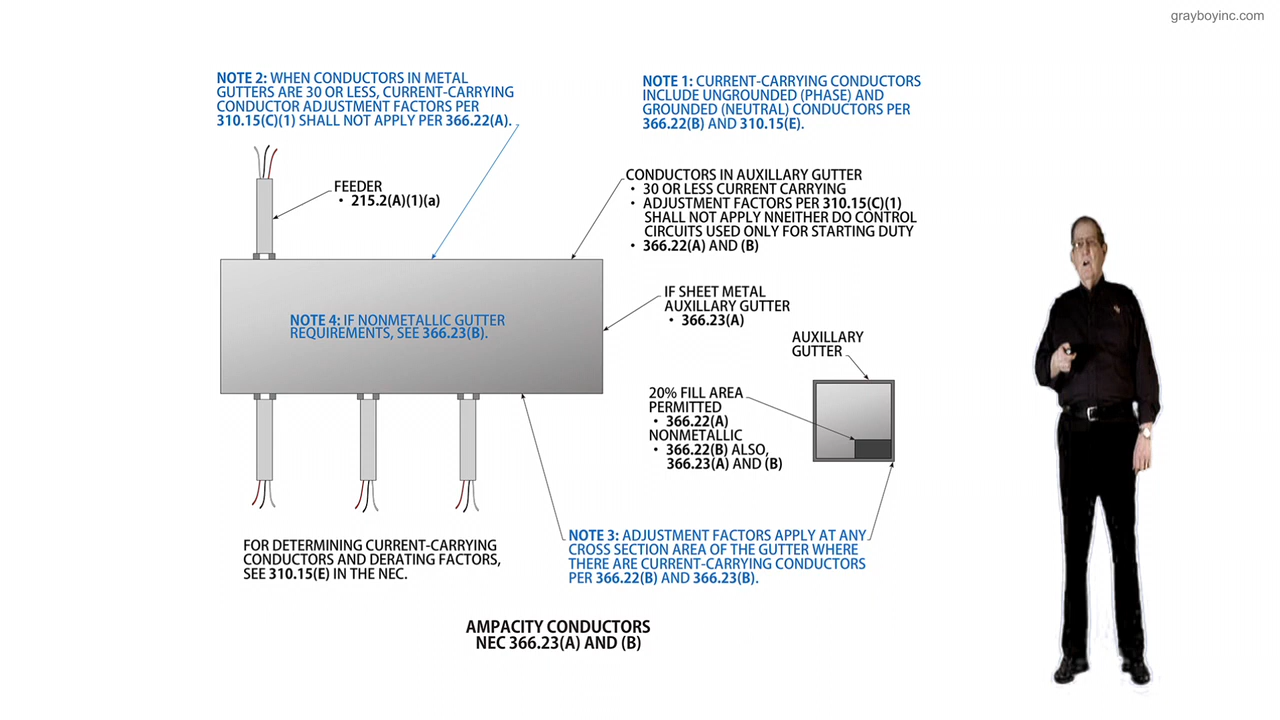 grayboyinc.com
NOTE 2: WHEN CONDUCTORS IN METAL
GUTTERS ARE 30 OR LESS, CURRENT-CARRYING
CONDUCTOR ADJUSTMENT FACTORS PER
310.15(C)(1) SHALL NOT APPLY PER 366.22(A).
NOTE 1: CURRENT-CARRYING CONDUCTORS
INCLUDE UNGROUNDED (PHASE) AND
GROUNDED (NEUTRAL) CONDUCTORS PER
366.22(B) AND 310.15(E).
FEEDER
• 215.2(A)(1)(a)
CONDUCTORS IN AUXILLARY GUTTER
• 30 OR LESS CURRENT CARRYING
• ADJUSTMENT FACTORS PER 310.15(C)(1)
SHALL NOT APPLY NNEITHER DO CONTROL
CIRCUITS USED ONLY FOR STARTING DUTY
• 366.22(A) AND (B)
NOTE 4: IF NONMETALLIC GUTTER
REQUIREMENTS, SEE 366.23(B).
IF SHEET METAL
AUXILLARY GUTTER
• 366.23(A)
AUXILLARY
GUTTER
20% FILL AREA
PERMITTED
• 366.22(A)
NONMETALLIC
• 366.22(B) ALSO,
366.23(A) AND (B)
FOR DETERMINING CURRENT-CARRYING
CONDUCTORS AND DERATING FACTORS,
SEE 310.15(E) IN THE NEC.
NOTE 3: ADJUSTMENT FACTORS APPLY AT ANY
CROSS SECTION AREA OF THE GUTTER WHERE
THERE ARE CURRENT-CARRYING CONDUCTORS
PER 366.22(B) AND 366.23(B).
AMPACITY CONDUCTORS
NEC 366.23(A) AND (B)